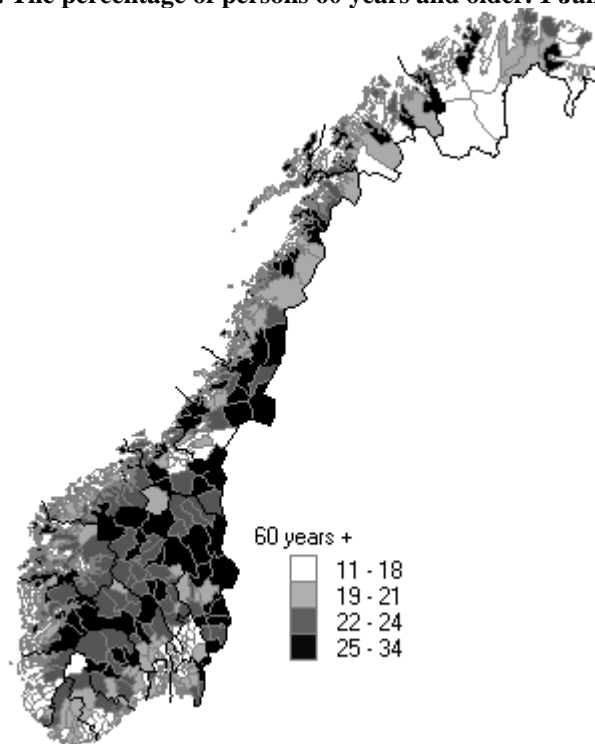 The percentage of persons 60 years and older. 1
60 years +
11 - 18
19 - 21
22 - 24
25 - 34